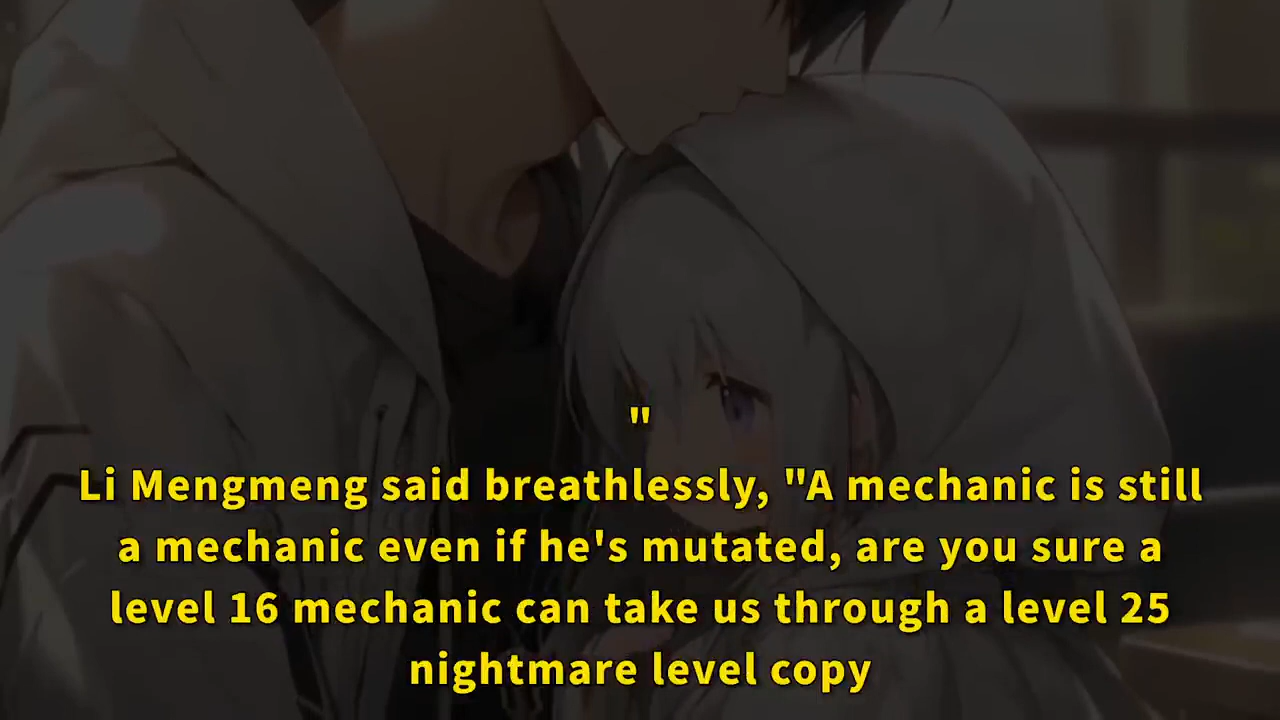 "
Li Mengmeng said breathlessly, "A mechanic is still
a mechanic even if he's mutated, are you sure a
level 16 mechanic can take us through a level 25
nightmare level copy